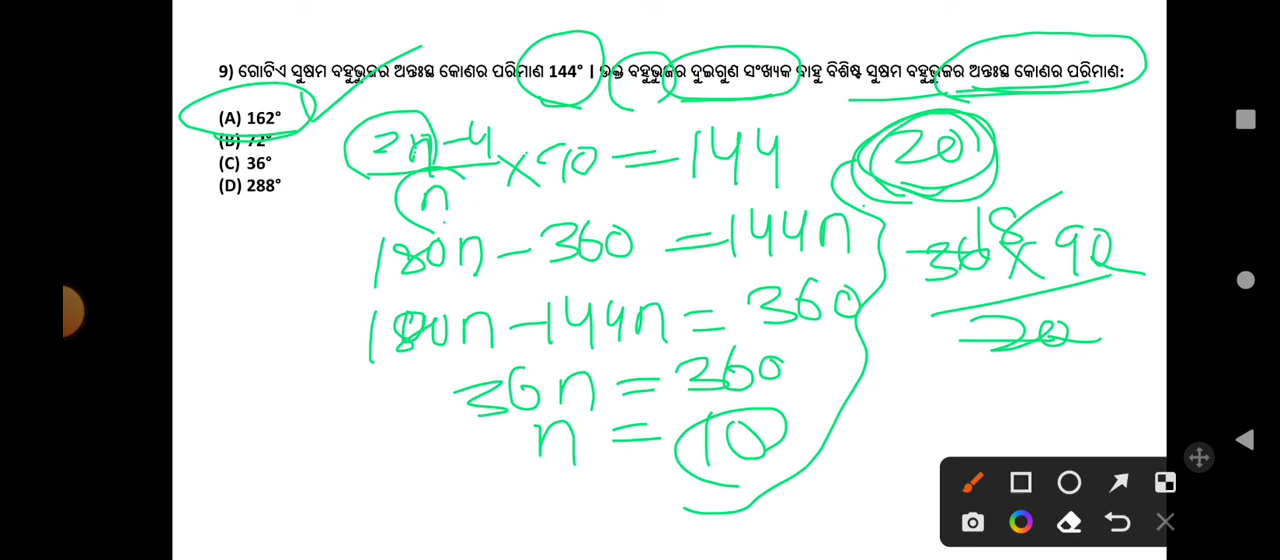 9) ଗୋଟିଏ ସୁଷମ ବହୁଭୁଜର ଅନ୍ତଃସ୍ଥ କୋଣର ପରିମାଣ 144° | ଉକ୍ତ ବହୁଭୁଜର ଦୁଇଗୁଣ ସଂଖ୍ୟକ ବାହୁ ବିଶିଷ୍ଟ ସୁଷମ ବହୁଭୁଜର ଅନ୍ତଃସ୍ଥ କୋଣର ପରିମାଣ:
(A) 162°
(B) 72°
(C) 36°
(D) 288°
2n-4/n × 90 = 144
180n - 360 = 144n
180n - 144n = 360
36n = 360
n = 10
20
36 18 × 90
20